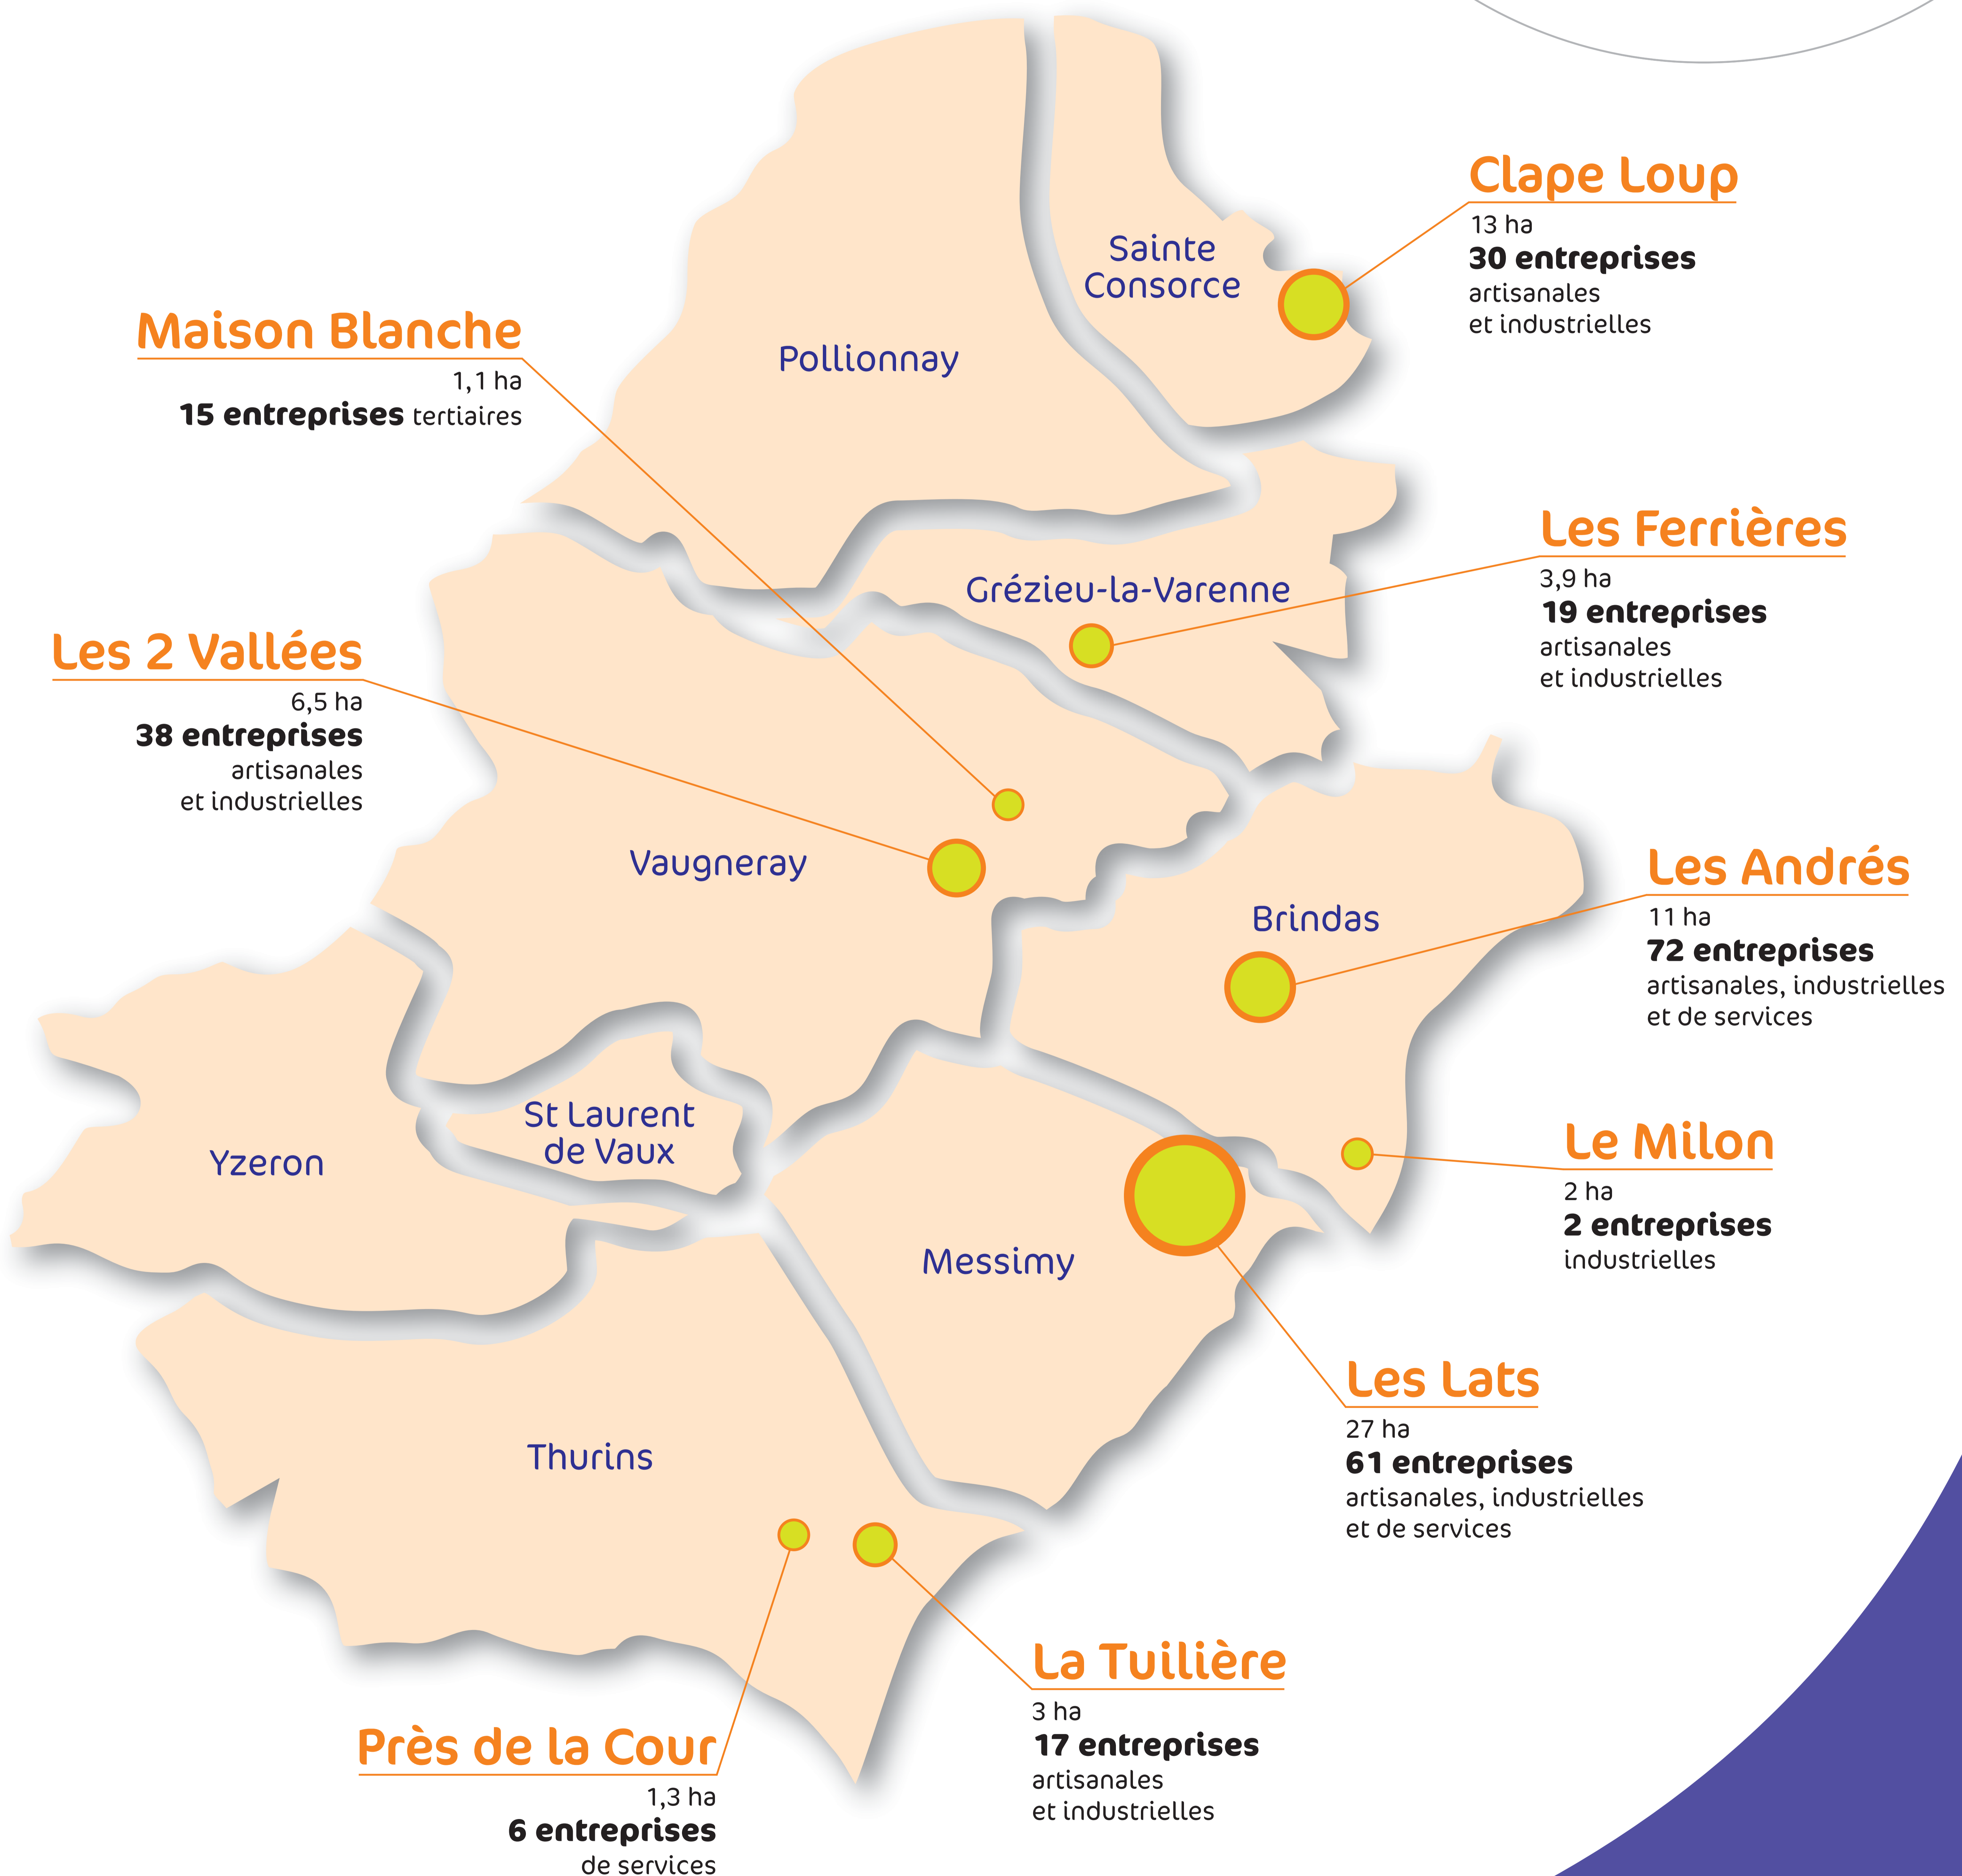 Clape Loup
13 ha
30 entreprises
artisanales
et industrielles
Sainte
Consorce
Maison Blanche
1,1 ha
15 entreprises tertiaires
Pollionnay
Les Ferrières
3,9 ha
19 entreprises
artisanales
et industrielles
Grézieu-la-Varenne
Les 2 Vallées
6,5 ha
38 entreprises
artisanales
et industrielles
Vaugneray
Les Andrés
11 ha
72 entreprises
artisanales, industrielles
et de services
Brindas
St Laurent
de Vaux
Yzeron
Le Milon
2 ha
2 entreprises
industrielles
Messimy
Les Lats
27 ha
61 entreprises
artisanales, industrielles
et de services
Thurins
La Tuilière
3 ha
17 entreprises
artisanales
et industrielles
Près de la Cour
1,3 ha
6 entreprises
de services